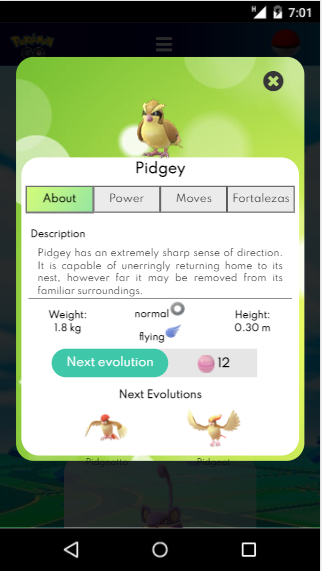 H 7:01
Pokémon
GO
Pidgey
About Power Moves Fortalezas
Description
Pidgey has an extremely sharp sense of direction.
It is capable of unerringly returning home to its
nest, however far it may be removed from its
familiar surroundings.
Weight: normal Height:
1.8 kg flying 0.30 m
Next evolution 12
Next Evolutions
Pidgeotto Pidgeot